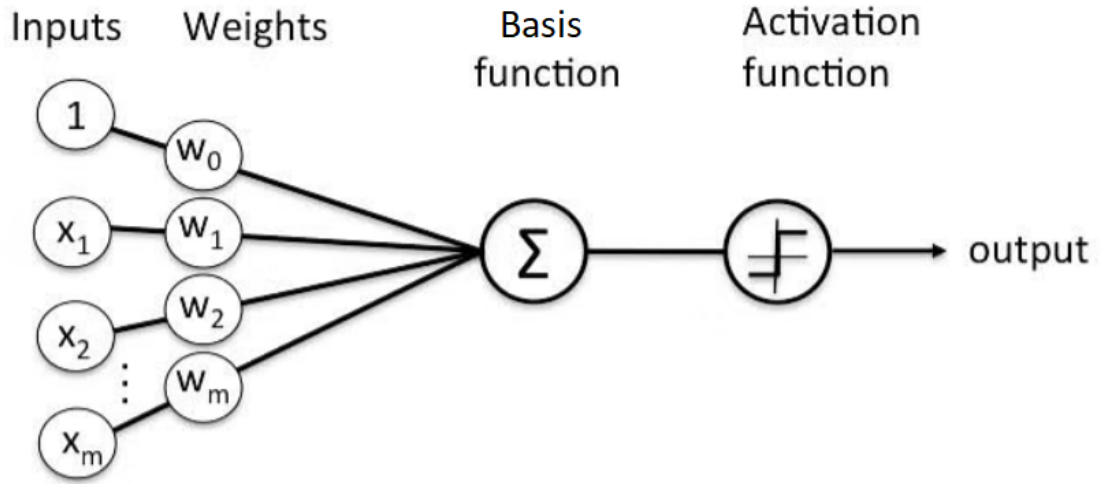 Inputs Weights Basis function Activation function
1
w0
x1
w1
x2
w2
⋮
xm
wm
Σ
output